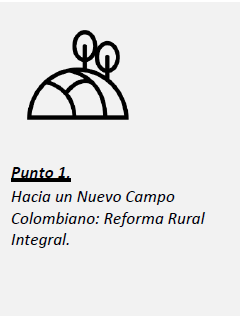 Punto 1.
Hacia un Nuevo Campo
Colombiano: Reforma Rural
Integral.